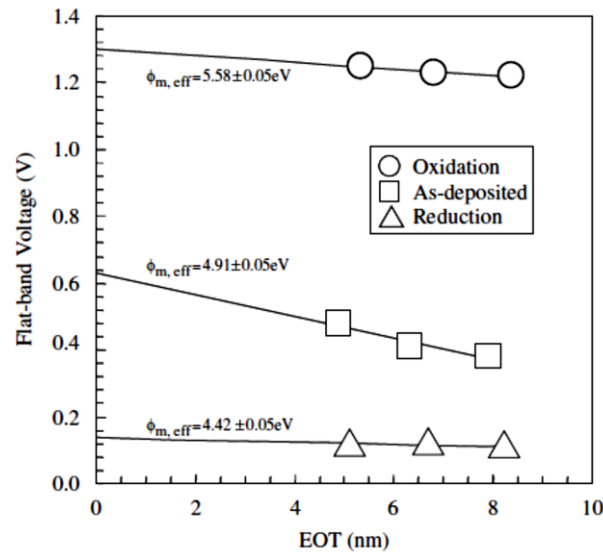 1.4
1.2
1.0
0.8
0.6
0.4
0.2
0.0
Flat-band Voltage (V)
ϕm, eff=5.58±0.05eV
Oxidation
As-deposited
Reduction
ϕm, eff=4.91±0.05eV
ϕm, eff=4.42 ±0.05eV
0 2 4 6 8 10
EOT (nm)